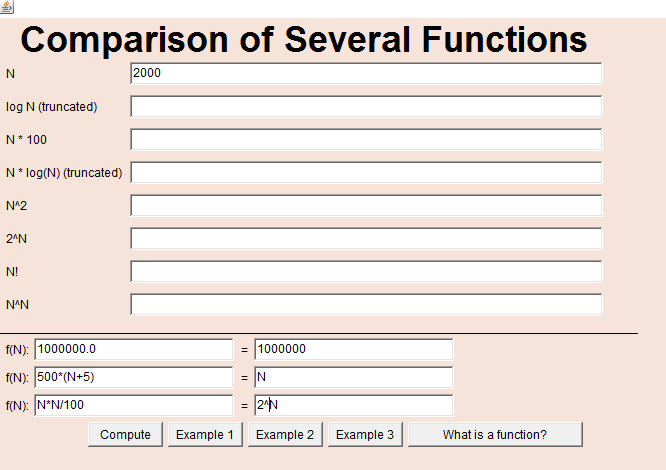 Comparison of Several Functions
N 2000
log N (truncated)
N * 100
N * log(N) (truncated)
N^2
2^N
N!
N^N
f(N): 1000000.0 = 1000000
f(N): 500*(N+5) = N
f(N): N*N/100 = 2^N
Compute Example 1 Example 2 Example 3 What is a function?